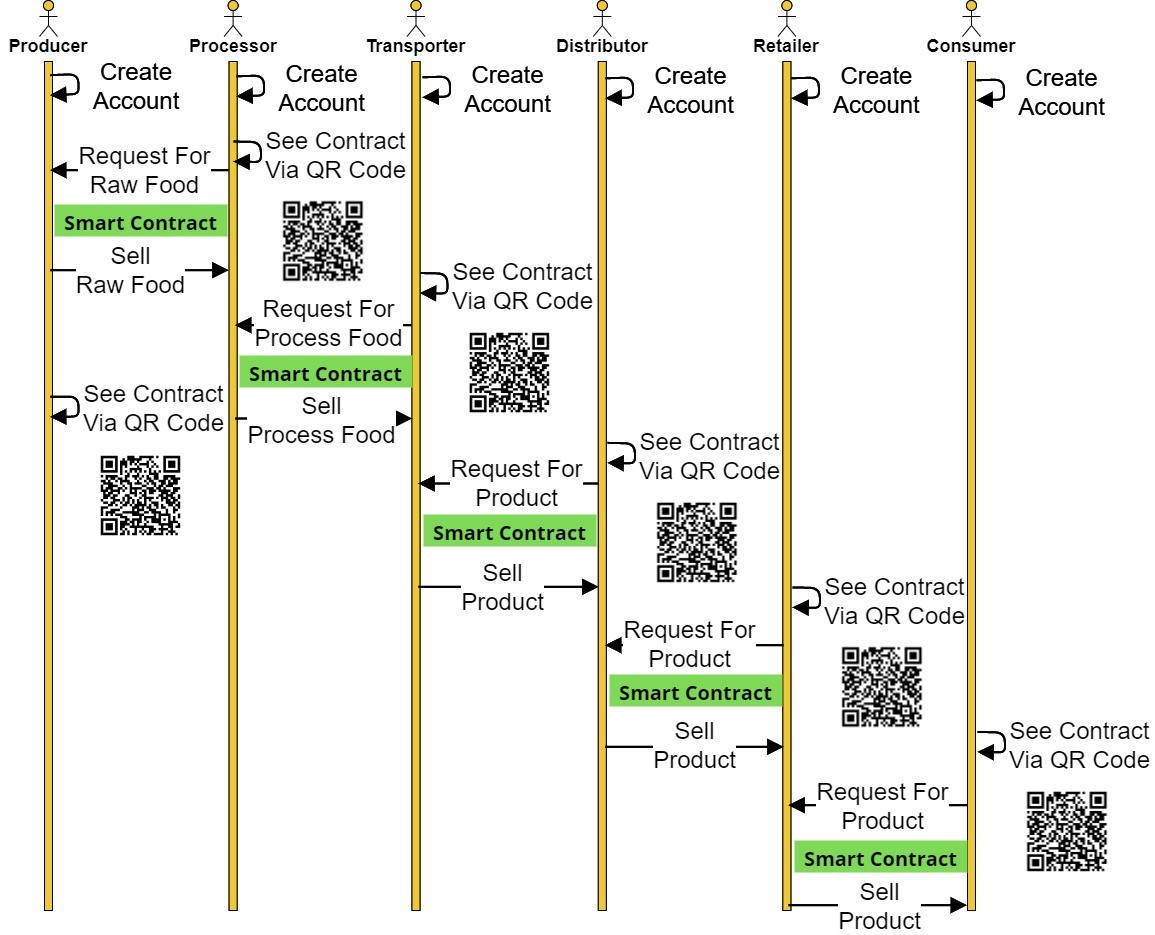 Producer
Processor
Transporter
Distributor
Retailer
Consumer
Create
Account
Create
Account
Create
Account
Create
Account
Create
Account
Create
Account
See Contract
Via QR Code
Request For
Raw Food
Smart Contract
Sell
Raw Food
See Contract
Via QR Code
Request For
Process Food
Smart Contract
Sell
Process Food
See Contract
Via QR Code
See Contract
Via QR Code
Request For
Product
Smart Contract
Sell
Product
See Contract
Via QR Code
Request For
Product
Smart Contract
Sell
Product
See Contract
Via QR Code
Request For
Product
Smart Contract
Sell
Product